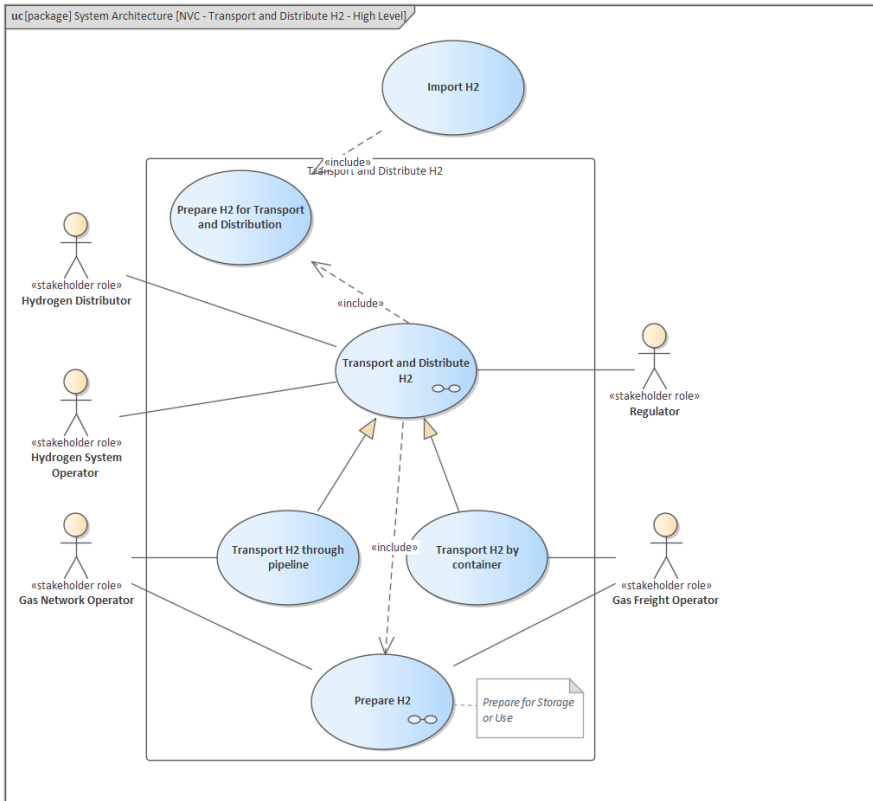 uc [package] System Architecture [NVC - Transport and Distribute H2 - High Level]
Import H2
«include»
Transport and Distribute H2
Prepare H2 for Transport
and Distribution
«stakeholder role»
Hydrogen Distributor
«include»
Transport and Distribute
H2
«stakeholder role»
Regulator
«stakeholder role»
Hydrogen System
Operator
Transport H2 through
pipeline
«include»
Transport H2 by
container
«stakeholder role»
Gas Network Operator
«stakeholder role»
Gas Freight Operator
Prepare H2
Prepare for Storage
or Use